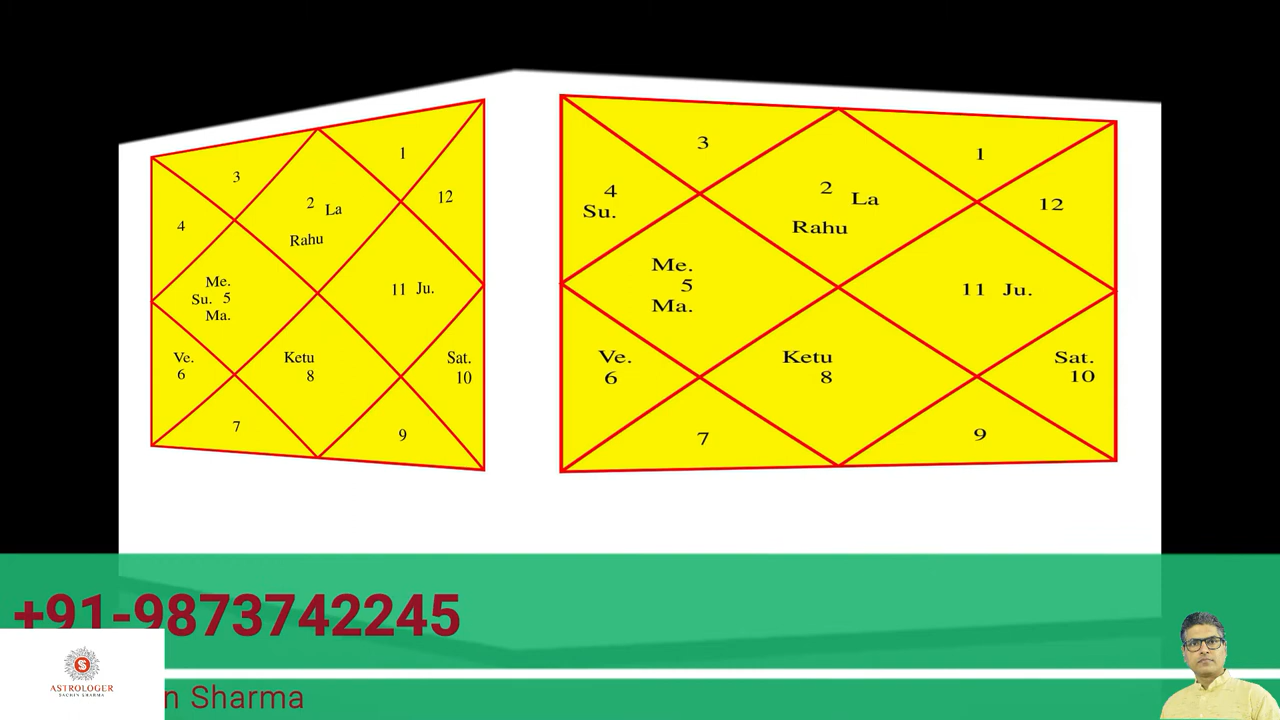 3
1
4
2 La
12
Rahu
Me.
Su. 5
Ma.
11 Ju.
Ve.
6
Ketu
8
Sat.
10
7
9
3
1
4
Su.
2 La
12
Rahu
Me.
5
Ma.
11 Ju.
Ve.
6
Ketu
8
Sat.
10
7
9
+91-9873742245
S
ASTROLOGER
SACHIN SHARMA
n Sharma